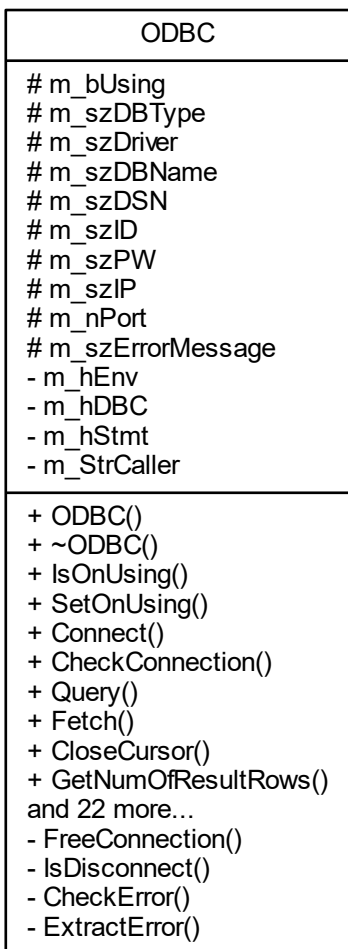 ODBC
# m_bUsing
# m_szDBType
# m_szDriver
# m_szDBName
# m_szDSN
# m_szID
# m_szPW
# m_szIP
# m_nPort
# m_szErrorMessage
- m_hEnv
- m_hDBC
- m_hStmt
- m_StrCaller
+ ODBC()
+ ~ODBC()
+ IsOnUsing()
+ SetOnUsing()
+ Connect()
+ CheckConnection()
+ Query()
+ Fetch()
+ CloseCursor()
+ GetNumOfResultRows()
and 22 more...
- FreeConnection()
- IsDisconnect()
- CheckError()
- ExtractError()